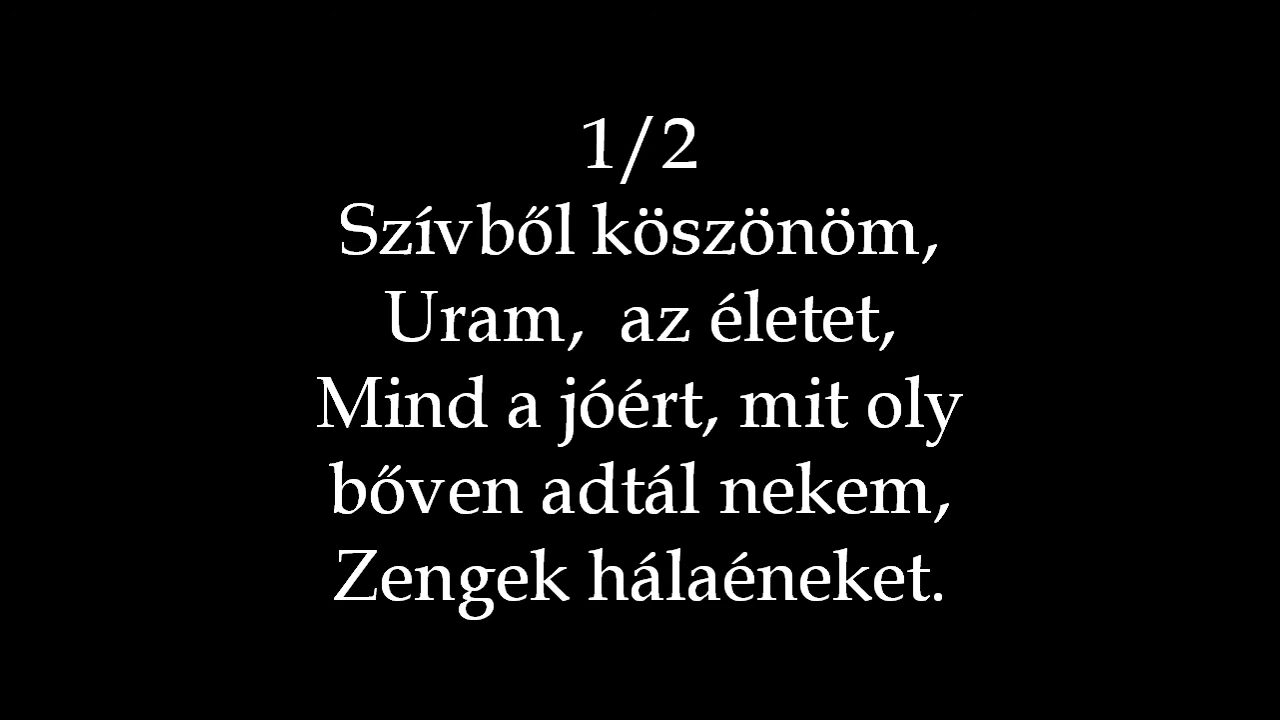 1/2
Szívből köszönöm,
Uram,  az életet,
Mind a jóért, mit oly
bőven adtál nekem,
Zengek hálaéneket.